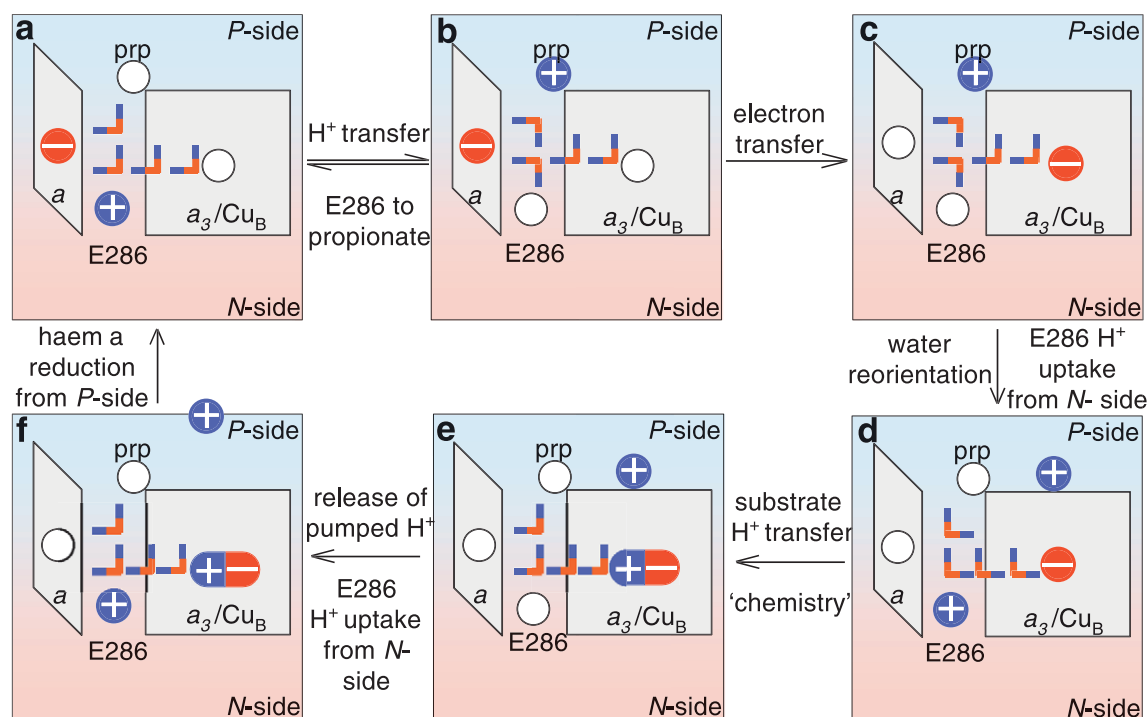 a
P-side
prp
a
a3/CuB
E286
N-side
H+ transfer
E286 to
propionate
b
P-side
prp
a
a3/CuB
E286
N-side
electron
transfer
c
P-side
prp
a
a3/CuB
E286
N-side
haem a
reduction
from P-side
water
reorientation
E286 H+
uptake
from N- side
f
P-side
prp
a
a3/CuB
E286
N-side
release of
pumped H+
E286
H+ uptake
from N-
side
e
P-side
prp
a
a3/CuB
E286
N-side
substrate
H+ transfer
'chemistry'
d
P-side
prp
a
a3/CuB
E286
N-side